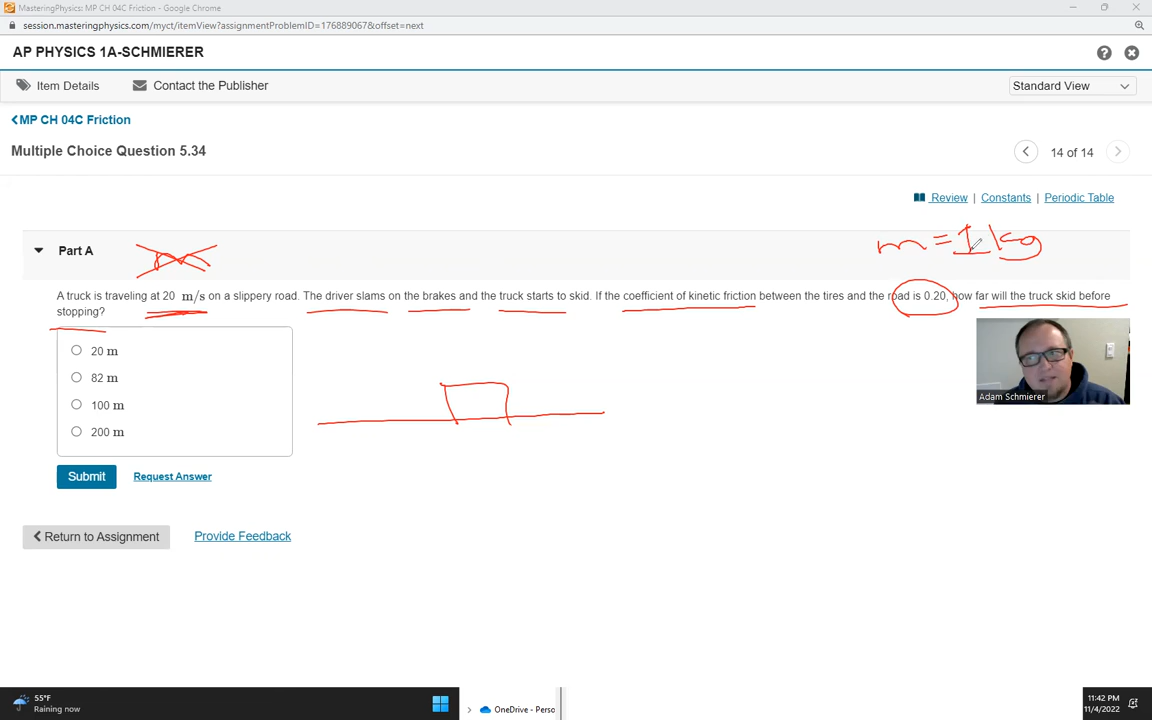 MasteringPhysics: MP CH 04C Friction - Google Chrome
session.masteringphysics.com/myct/itemView?assignmentProblemID=176889067&offset=next
AP PHYSICS 1A-SCHMIERER
Item Details
Contact the Publisher
Standard View
MP CH 04C Friction
Multiple Choice Question 5.34
14 of 14
Review | Constants | Periodic Table
Part A
m = 1 kg
A truck is traveling at 20 m/s on a slippery road. The driver slams on the brakes and the truck starts to skid. If the coefficient of kinetic friction between the tires and the road is 0.20, how far will the truck skid before
stopping?
20 m
82 m
100 m
200 m
Adam Schmierer
Submit
Request Answer
Return to Assignment
Provide Feedback
55°F
Raining now
OneDrive - Perso
11:42 PM
11/4/2022